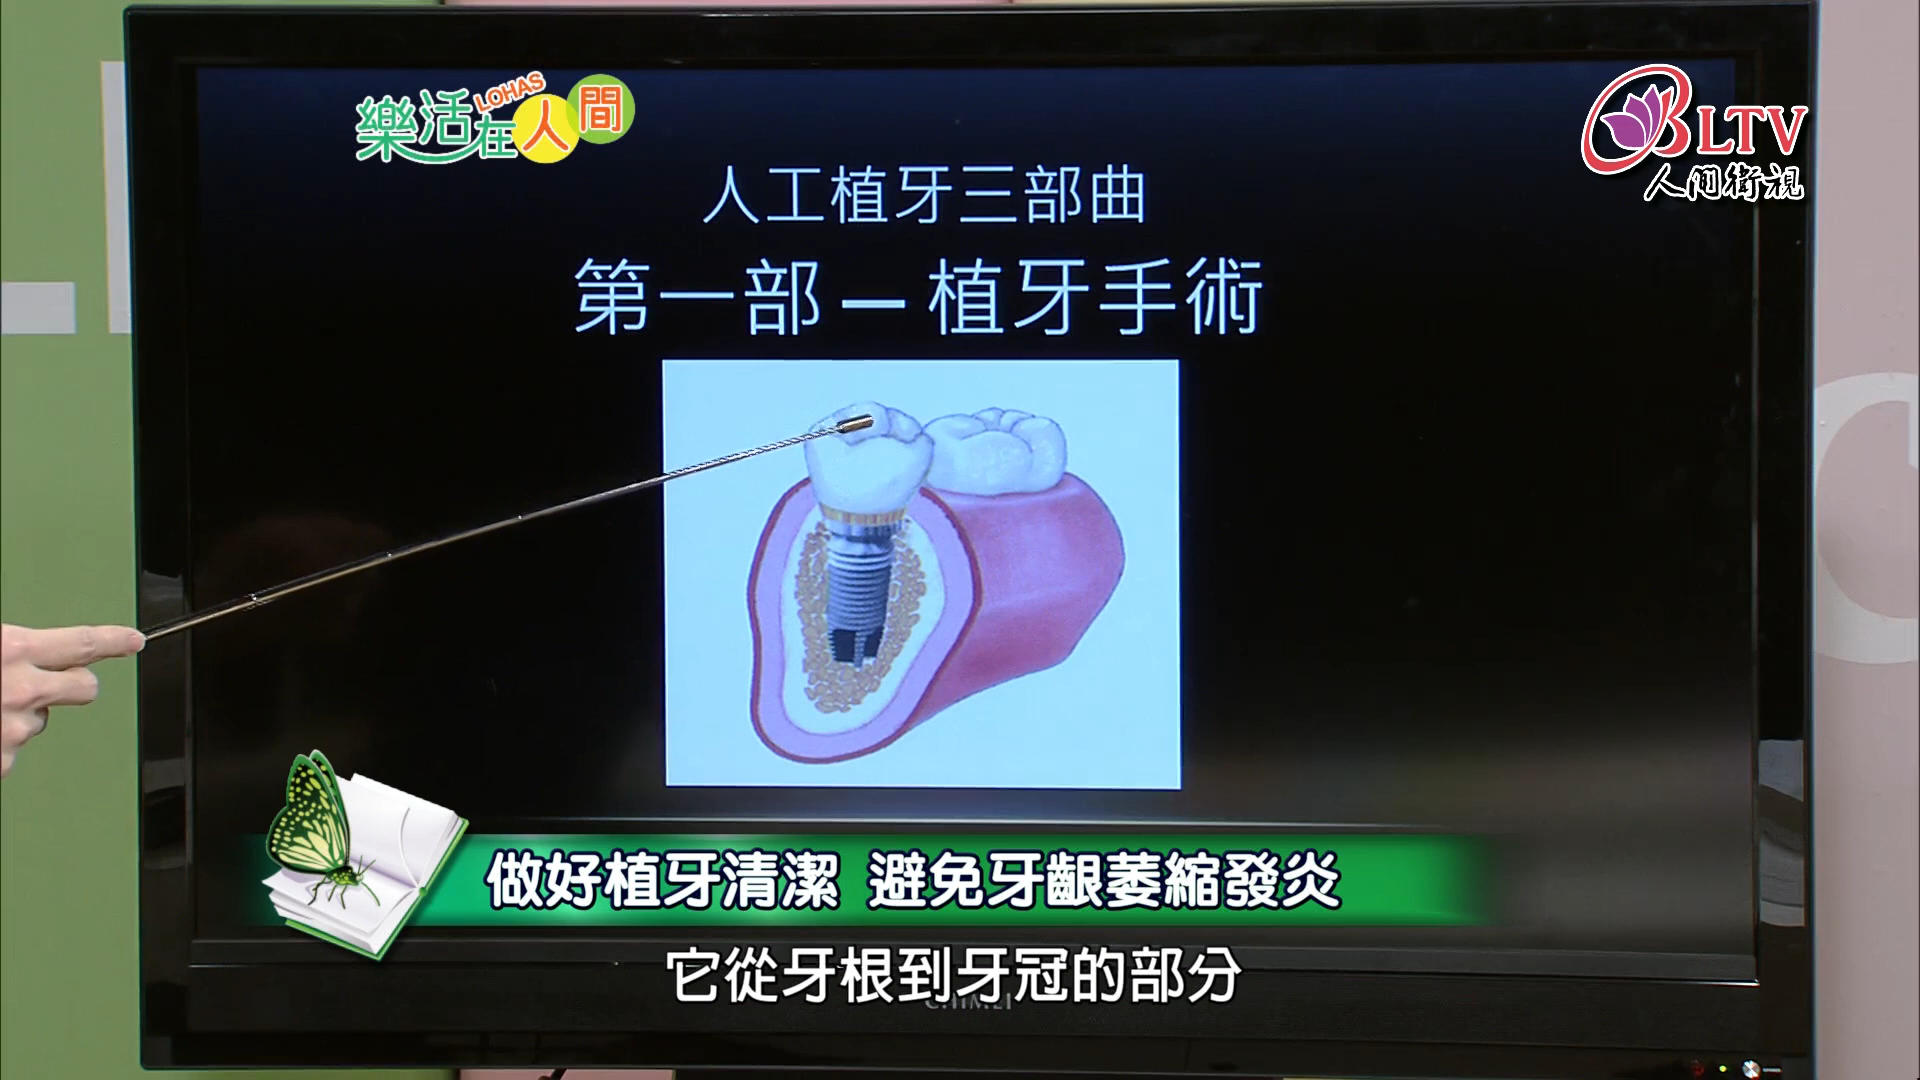 樂活在人間
LOHAS
BLTV
人間衛視
人工植牙三部曲
第一部—植牙手術
做好植牙清潔 避免牙齦萎縮發炎
它從牙根到牙冠的部分
CHIMEI